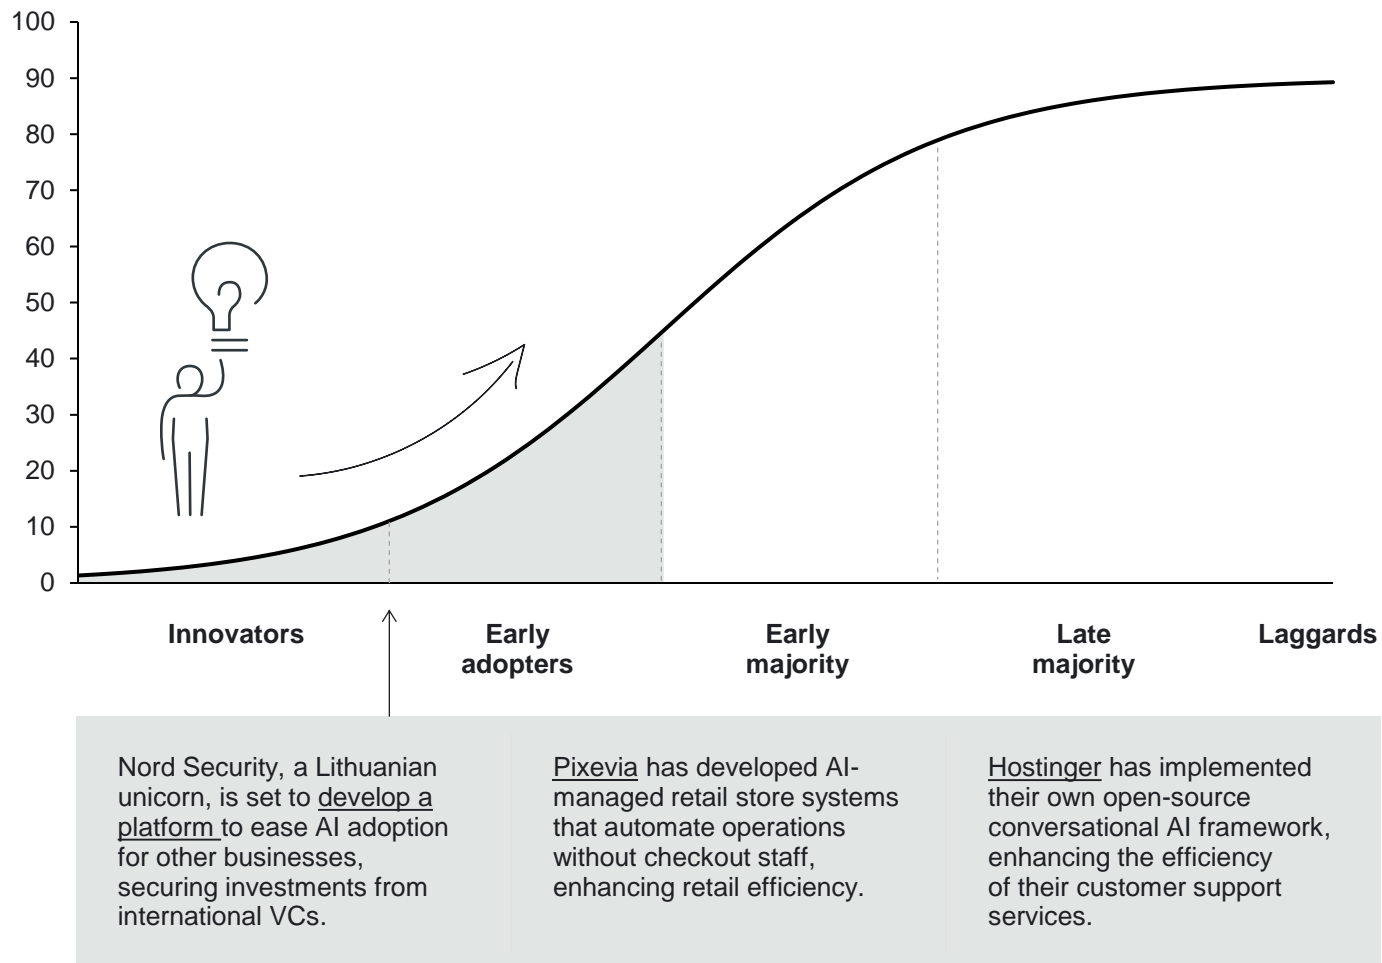 100
90
80
70
60
50
40
30
20
10
0
Innovators
Early
adopters
Early
majority
Late
majority
Laggards
Nord Security, a Lithuanian
unicorn, is set to develop a
platform to ease AI adoption
for other businesses,
securing investments from
international VCs.
Pixevia has developed AI-
managed retail store systems
that automate operations
without checkout staff,
enhancing retail efficiency.
Hostinger has implemented
their own open-source
conversational AI framework,
enhancing the efficiency
of their customer support
services.